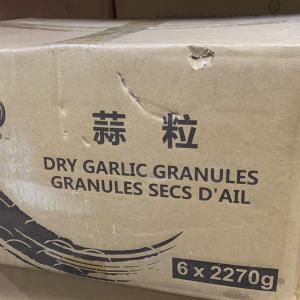 蒜粒
DRY GARLIC GRANULES
GRANULES SECS D'AIL
6 x 2270g